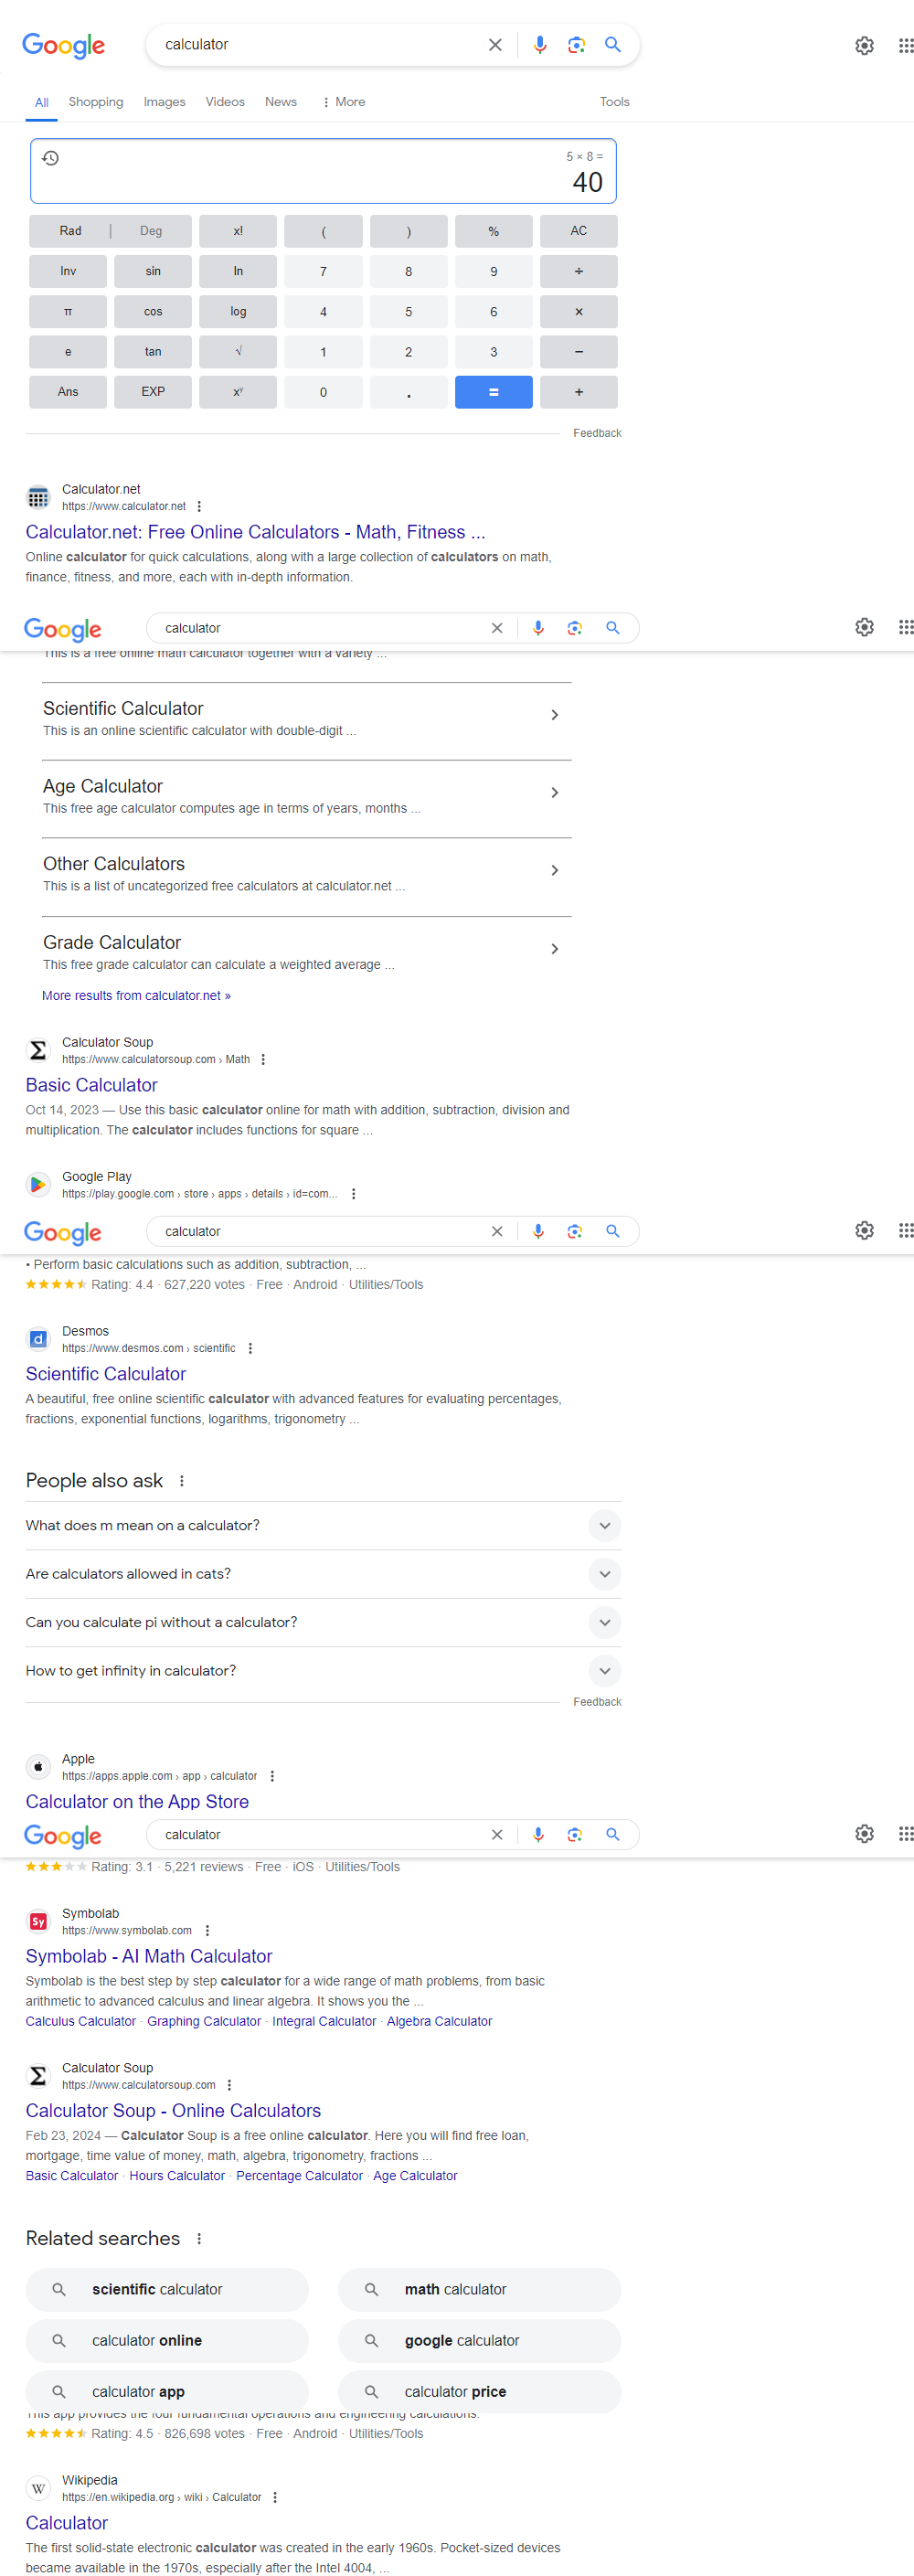 Google
calculator
All Shopping Images Videos News More Tools
5 × 8 =
40
Rad | Deg x! ( ) % AC
Inv sin ln 7 8 9 ÷
π cos log 4 5 6 ×
e tan √ 1 2 3 −
Ans EXP xʸ 0 . = +
Feedback
Calculator.net
https://www.calculator.net
Calculator.net: Free Online Calculators - Math, Fitness ...
Online calculator for quick calculations, along with a large collection of calculators on math,
finance, fitness, and more, each with in-depth information.
Google calculator
This is a free online math calculator together with a variety ...
Scientific Calculator
This is an online scientific calculator with double-digit ...
Age Calculator
This free age calculator computes age in terms of years, months ...
Other Calculators
This is a list of uncategorized free calculators at calculator.net ...
Grade Calculator
This free grade calculator can calculate a weighted average ...
More results from calculator.net »
Calculator Soup
https://www.calculatorsoup.com › Math
Basic Calculator
Oct 14, 2023 — Use this basic calculator online for math with addition, subtraction, division and
multiplication. The calculator includes functions for square ...
Google Play
https://play.google.com › store › apps › details › id=com...
Google calculator
• Perform basic calculations such as addition, subtraction, ...
Rating: 4.4 · 627,220 votes · Free · Android · Utilities/Tools
Desmos
https://www.desmos.com › scientific
Scientific Calculator
A beautiful, free online scientific calculator with advanced features for evaluating percentages,
fractions, exponential functions, logarithms, trigonometry ...
People also ask
What does m mean on a calculator?
Are calculators allowed in cats?
Can you calculate pi without a calculator?
How to get infinity in calculator?
Feedback
Apple
https://apps.apple.com › app › calculator
Calculator on the App Store
Google calculator
Rating: 3.1 · 5,221 reviews · Free · iOS · Utilities/Tools
Sy
Symbolab
https://www.symbolab.com
Symbolab - AI Math Calculator
Symbolab is the best step by step calculator for a wide range of math problems, from basic
arithmetic to advanced calculus and linear algebra. It shows you the ...
Calculus Calculator · Graphing Calculator · Integral Calculator · Algebra Calculator
Calculator Soup
https://www.calculatorsoup.com
Calculator Soup - Online Calculators
Feb 23, 2024 — Calculator Soup is a free online calculator. Here you will find free loan,
mortgage, time value of money, math, algebra, trigonometry, fractions ...
Basic Calculator · Hours Calculator · Percentage Calculator · Age Calculator
Related searches
scientific calculator math calculator
calculator online google calculator
calculator app calculator price
This app provides the four fundamental operations and engineering calculations.
Rating: 4.5 · 826,698 votes · Free · Android · Utilities/Tools
W
Wikipedia
https://en.wikipedia.org › wiki › Calculator
Calculator
The first solid-state electronic calculator was created in the early 1960s. Pocket-sized devices
became available in the 1970s, especially after the Intel 4004, ...